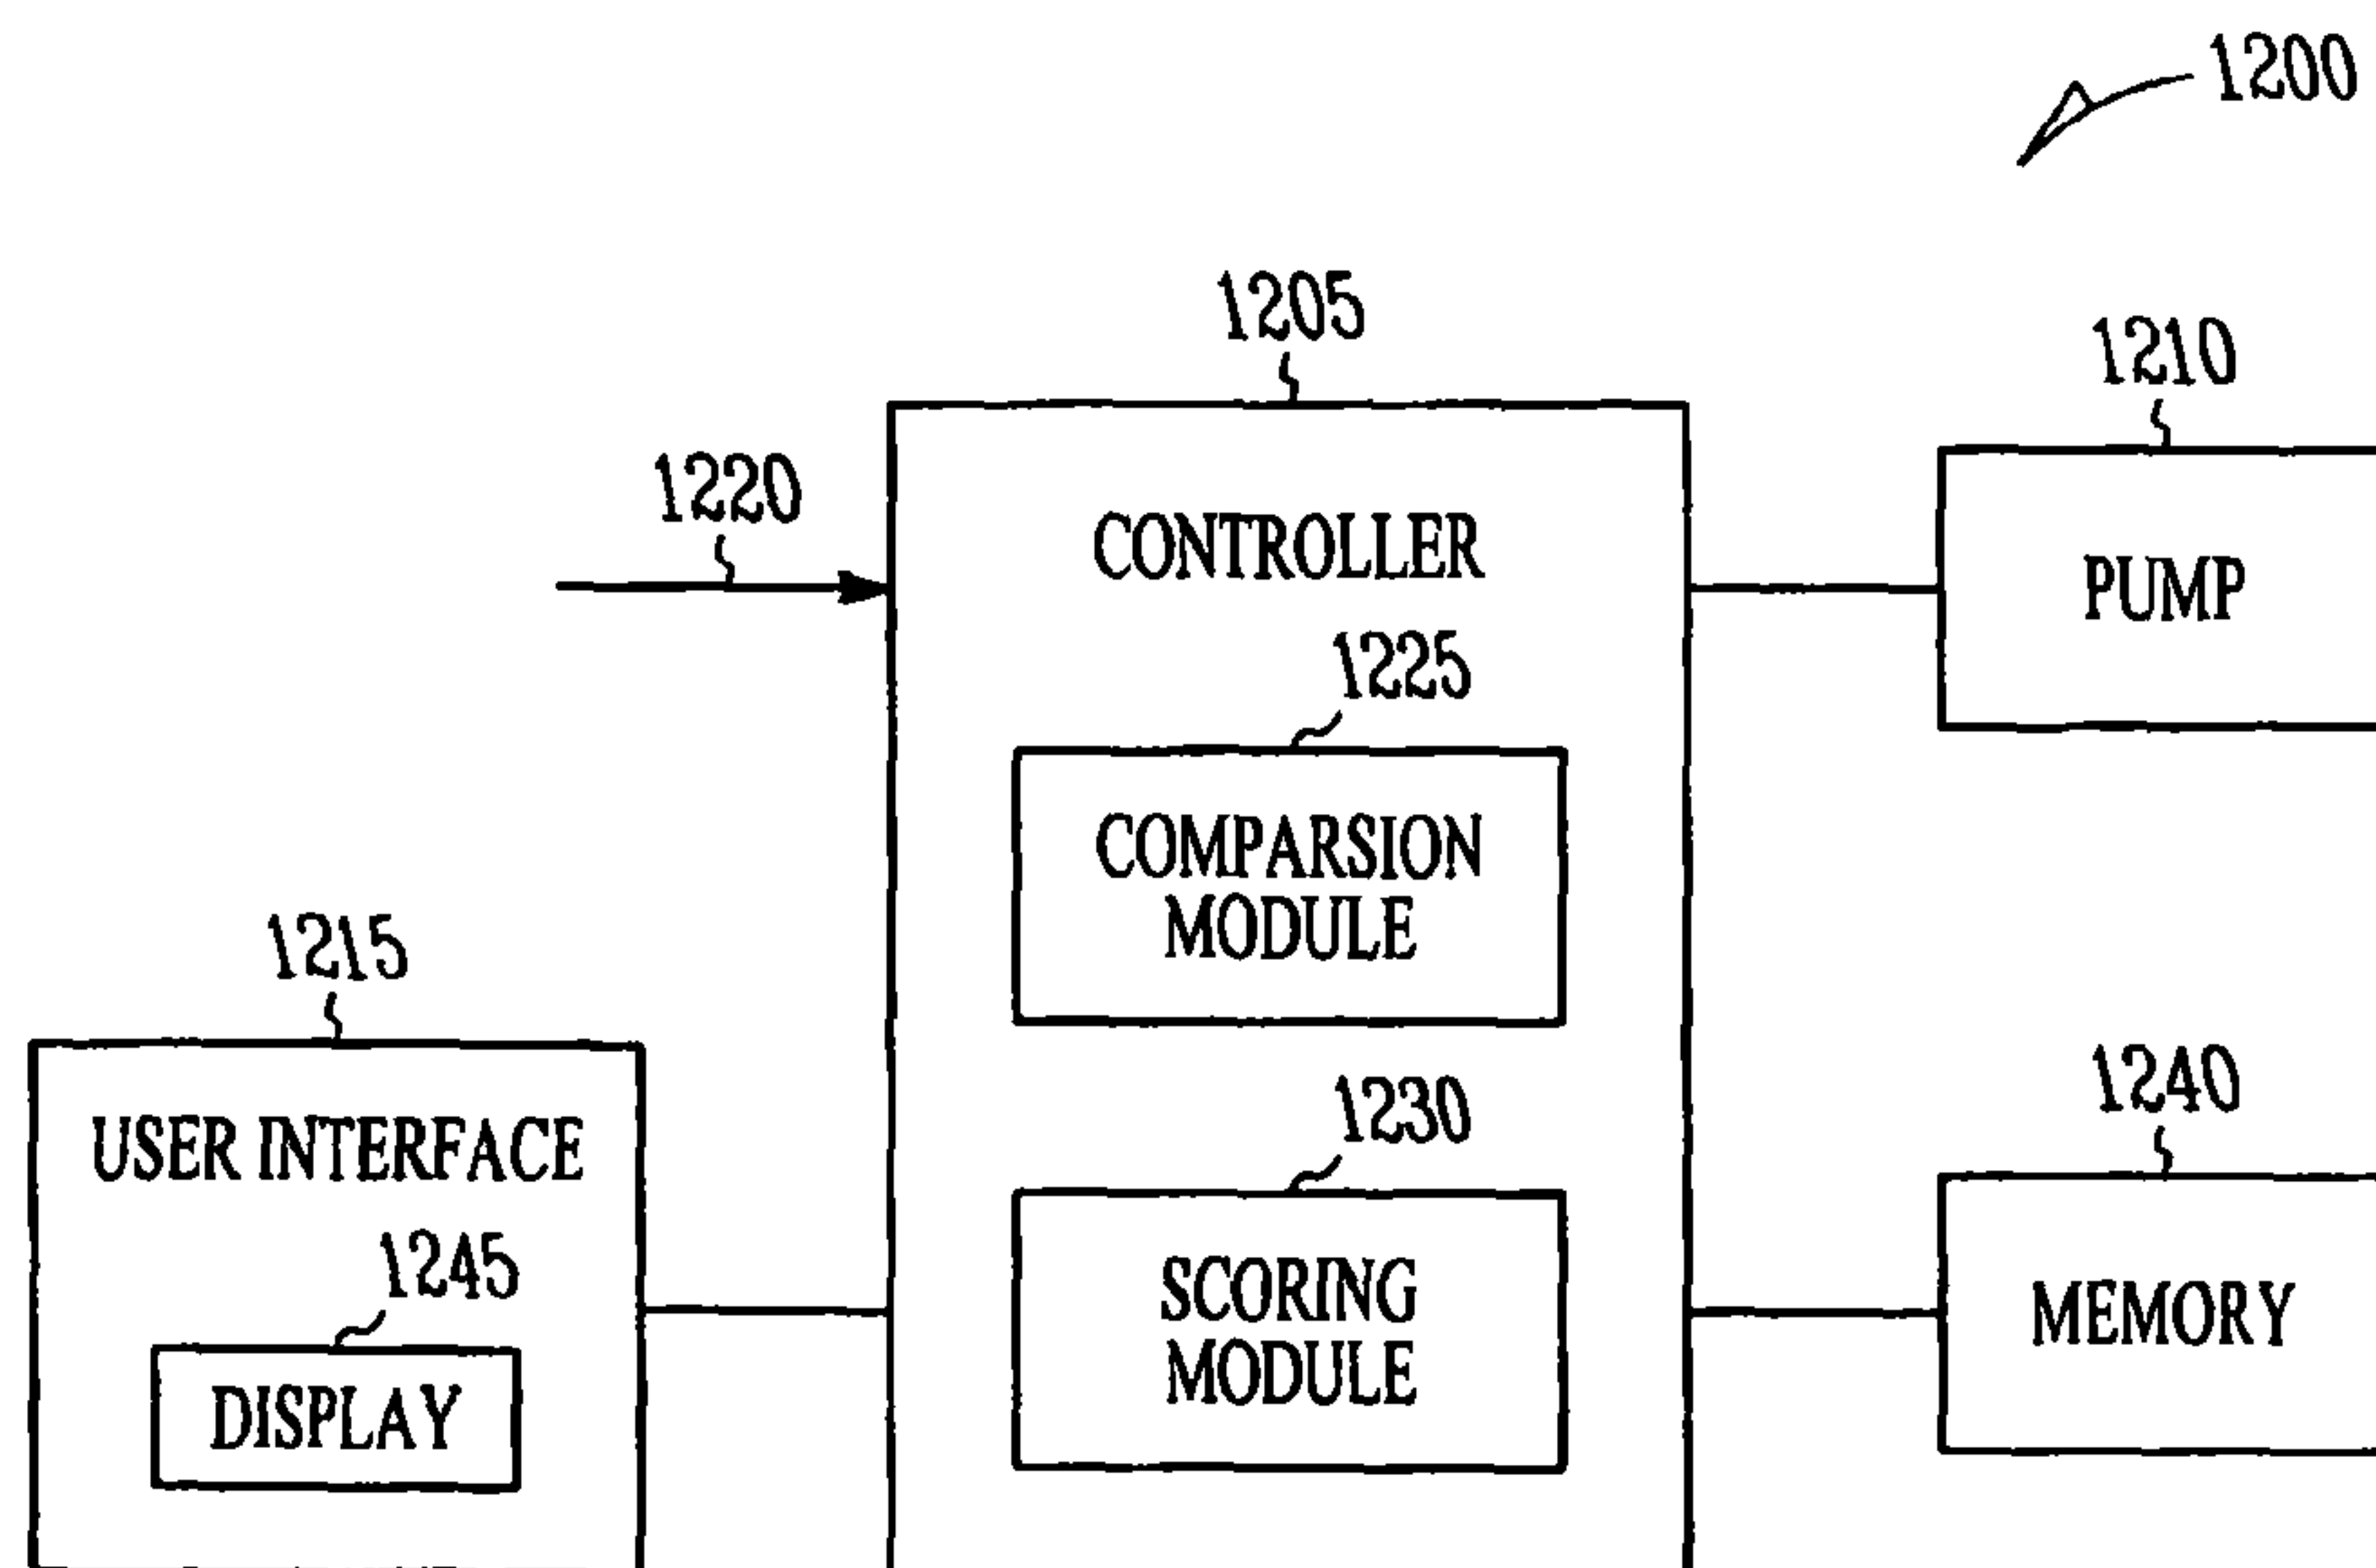 1200
1205
1210
1220
CONTROLLER
PUMP
1225
COMPARSION
MODULE
1215
USER INTERFACE
1245
DISPLAY
1230
SCORING
MODULE
1240
MEMORY